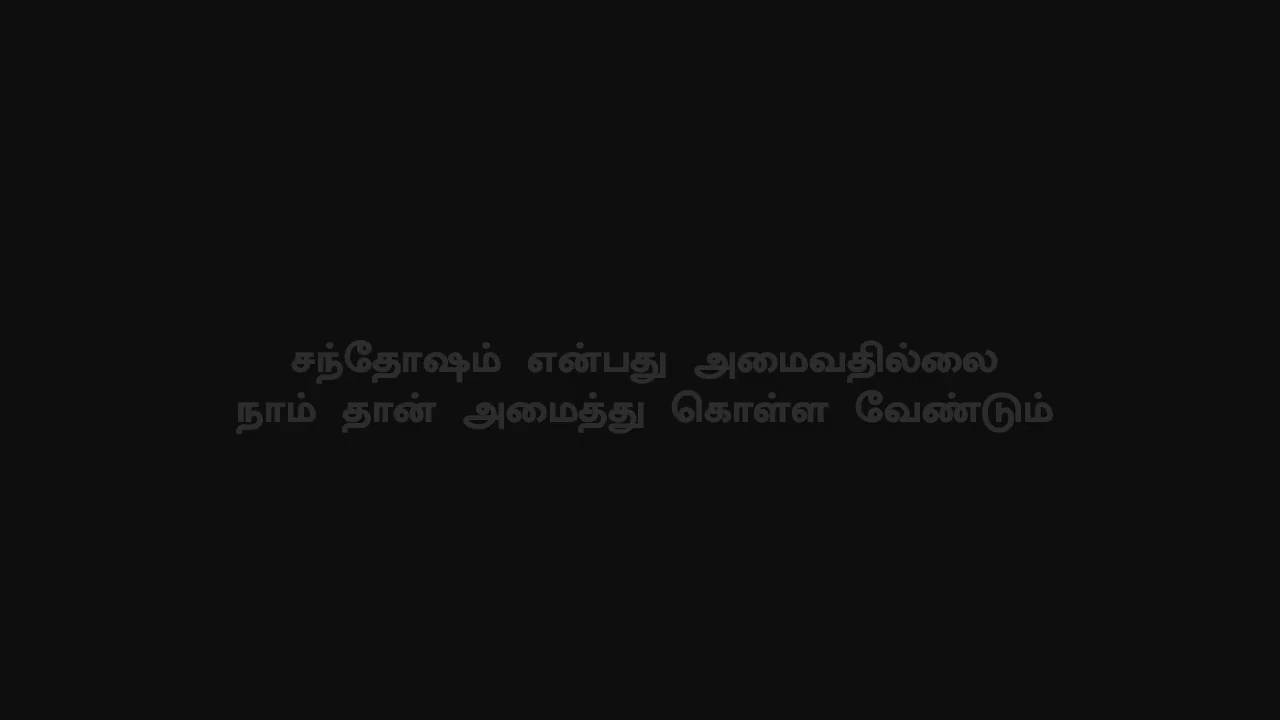 சந்தோஷம் என்பது அமைவதில்லை
நாம் தான் அமைத்து கொள்ள வேண்டும்